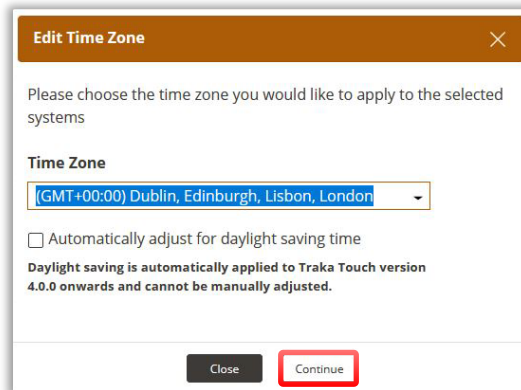 Edit Time Zone
Please choose the time zone you would like to apply to the selected
systems
Time Zone
(GMT+00:00) Dublin, Edinburgh, Lisbon, London
Automatically adjust for daylight saving time
Daylight saving is automatically applied to Traka Touch version
4.0.0 onwards and cannot be manually adjusted.
Close Continue